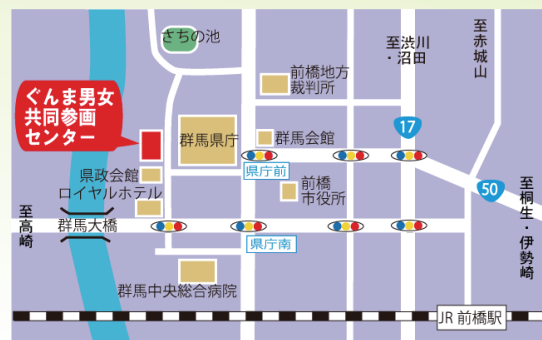 さちの池
至渋川
・沼田
至赤城山
前橋地方
裁判所
ぐんま男女
共同参画
センター
群馬県庁
群馬会館
17
県庁前
県政会館
ロイヤルホテル
前橋
市役所
50
至桐生・伊勢崎
至高崎
群馬大橋
県庁南
群馬中央総合病院
JR 前橋駅